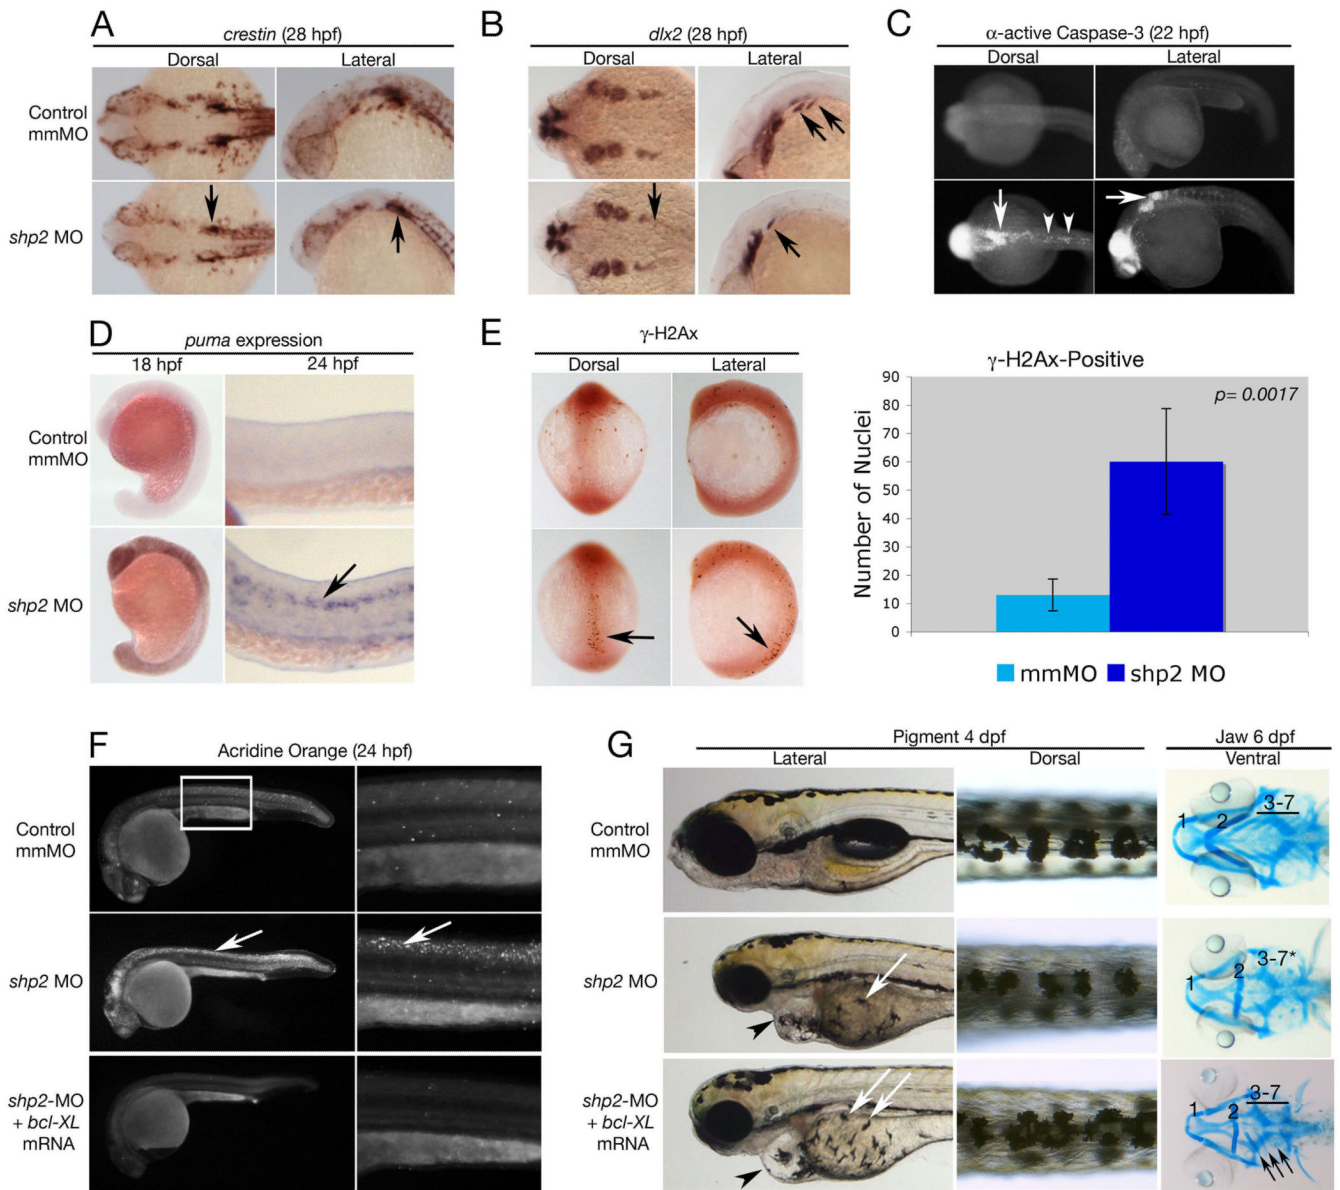 A
crestin (28 hpf)
Dorsal
Lateral
Control
mmMO
shp2 MO
B
dlx2 (28 hpf)
Dorsal
Lateral
C
α-active Caspase-3 (22 hpf)
Dorsal
Lateral
D
puma expression
18 hpf
24 hpf
Control
mmMO
shp2 MO
E
γ-H2Ax
Dorsal
Lateral
γ-H2Ax-Positive
p= 0.0017
Number of Nuclei
90
80
70
60
50
40
30
20
10
0
mmMO
shp2 MO
F
Acridine Orange (24 hpf)
Control
mmMO
shp2 MO
shp2-MO
+ bcl-XL
mRNA
G
Pigment 4 dpf
Lateral
Dorsal
Jaw 6 dpf
Ventral
Control
mmMO
1
2
3-7
shp2 MO
1
2
3-7*
shp2-MO
+ bcl-XL
mRNA
1
2
3-7